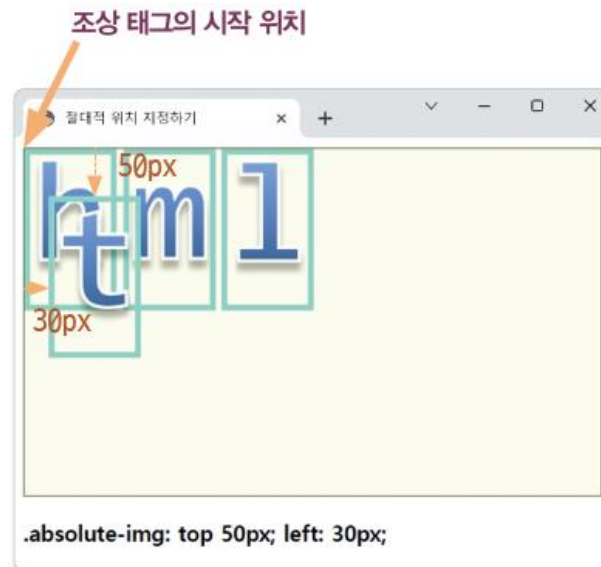 조상 태그의 시작 위치
절대적 위치 지정하기
50px
h t m l
30px
.absolute-img: top 50px; left: 30px;